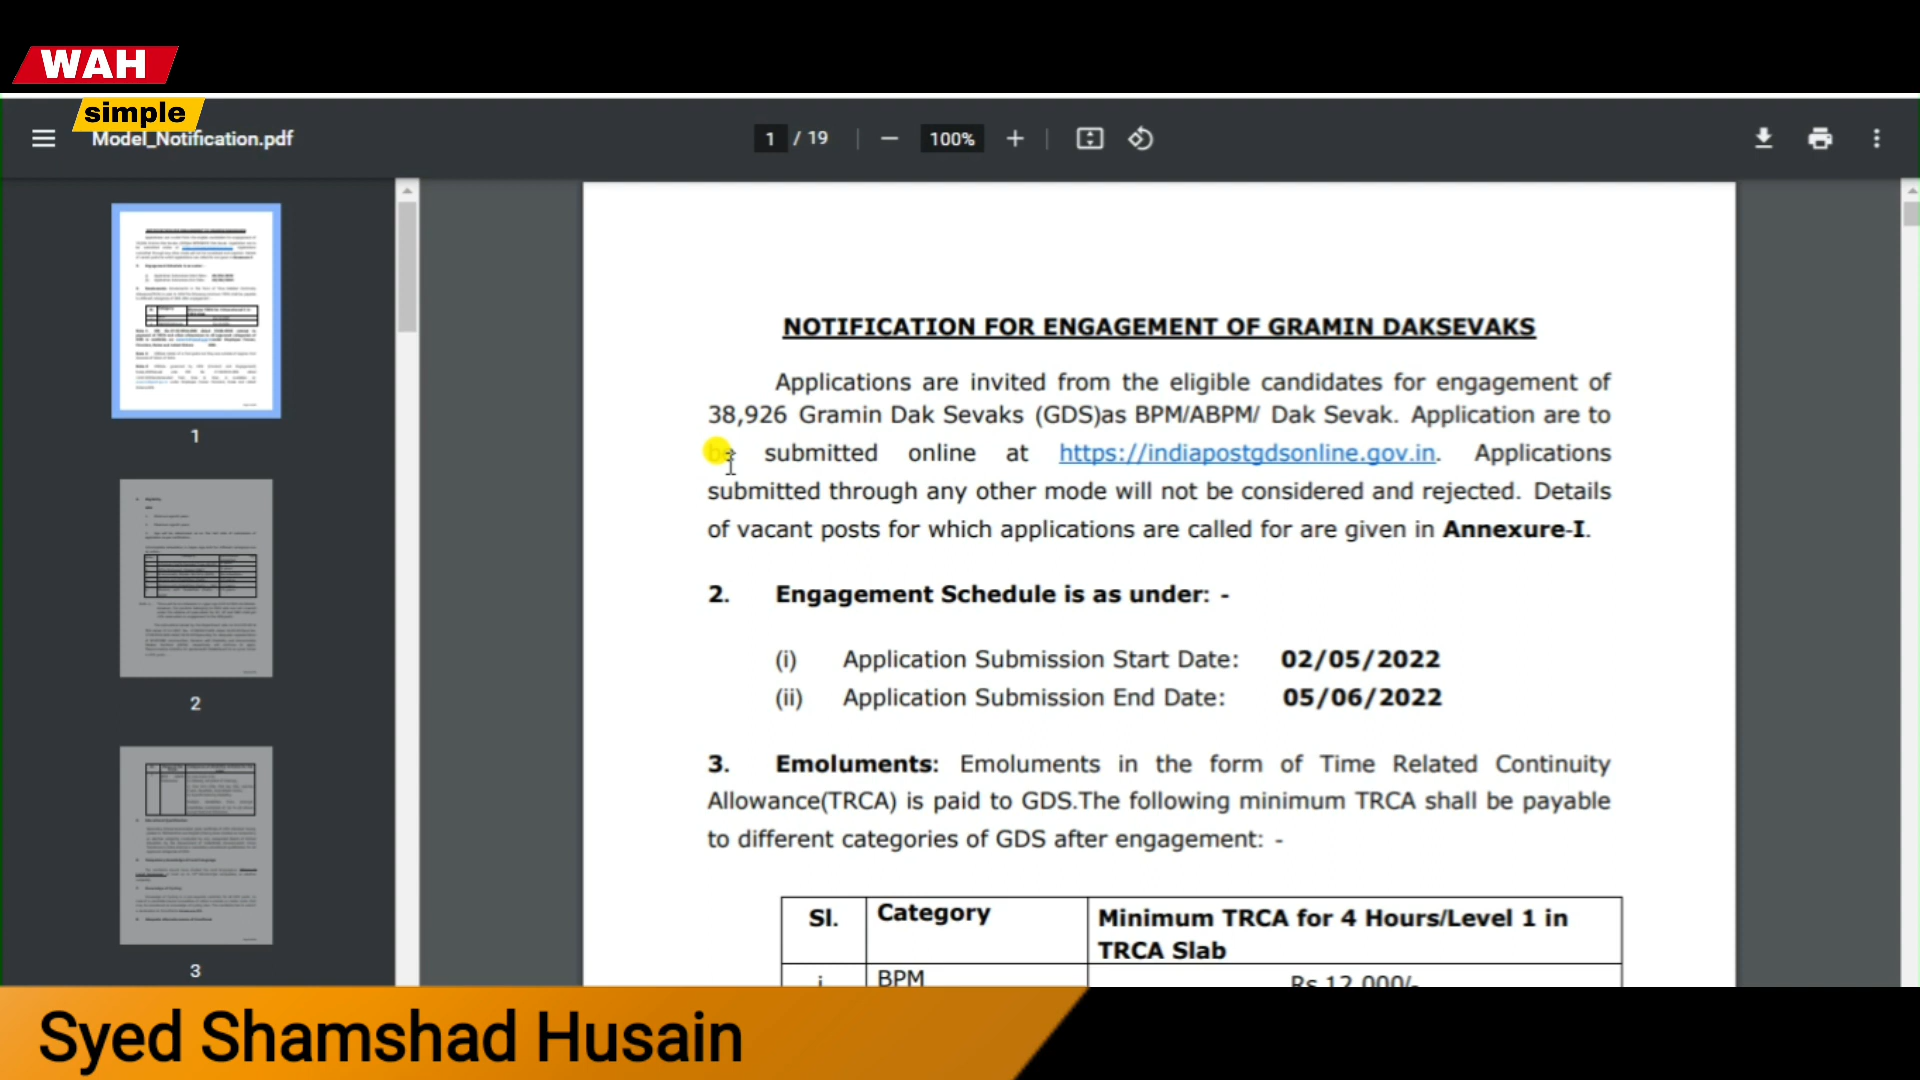 WAH
simple
Model_Notification.pdf
1 / 19
100%
NOTIFICATION FOR ENGAGEMENT OF GRAMIN DAKSEVAKS
Applications are invited from the eligible candidates for engagement of
38,926 Gramin Dak Sevaks (GDS)as BPM/ABPM/ Dak Sevak. Application are to
be submitted online at https://indiapostgdsonline.gov.in. Applications
submitted through any other mode will not be considered and rejected. Details
of vacant posts for which applications are called for are given in Annexure-I.
2. Engagement Schedule is as under: -
(i) Application Submission Start Date: 02/05/2022
(ii) Application Submission End Date: 05/06/2022
3. Emoluments: Emoluments in the form of Time Related Continuity
Allowance(TRCA) is paid to GDS.The following minimum TRCA shall be payable
to different categories of GDS after engagement: -
Sl. Category Minimum TRCA for 4 Hours/Level 1 in
TRCA Slab
i BPM Rs.12,000/-
1
2
3
Syed Shamshad Husain